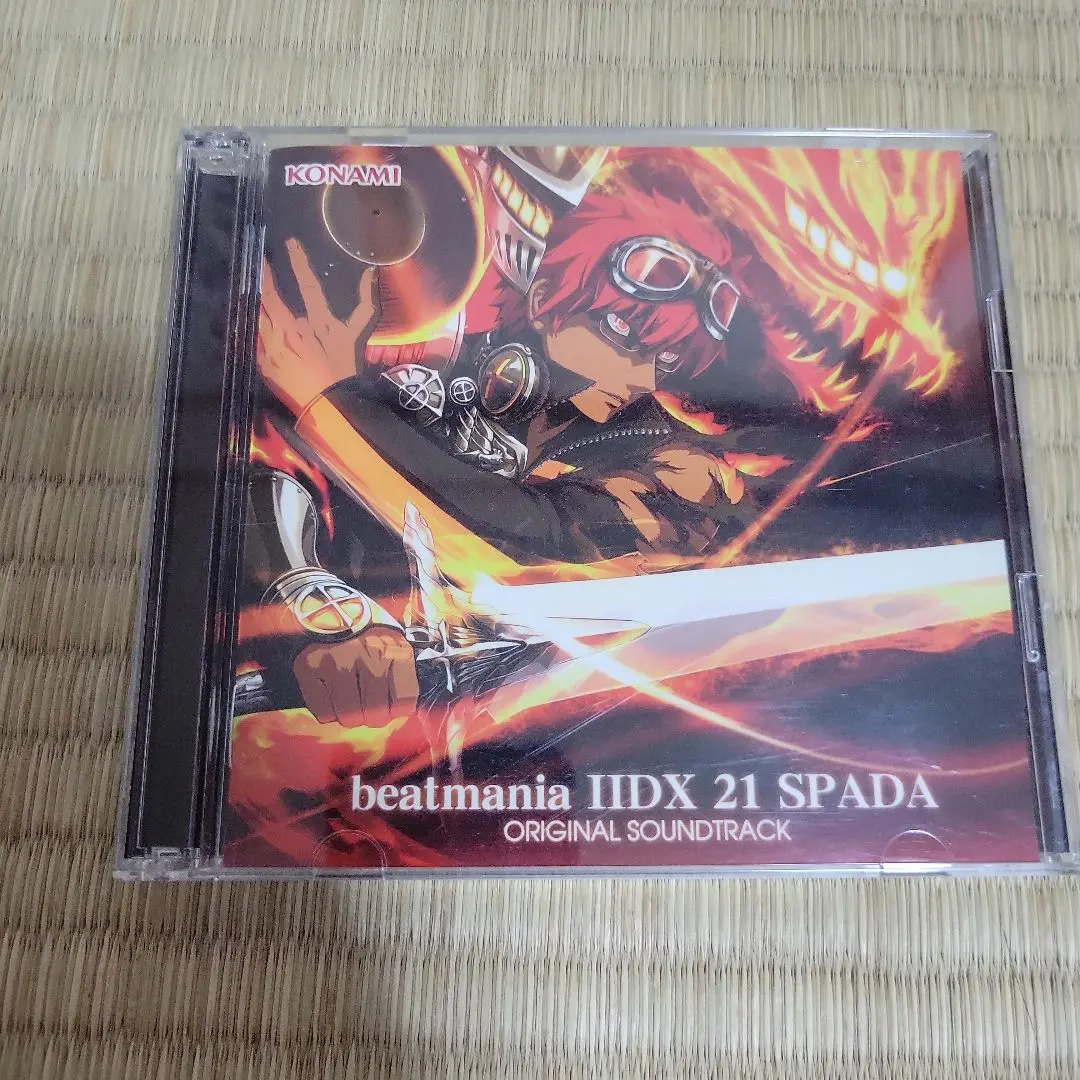 KONAMI
beatmania IIDX 21 SPADA
ORIGINAL SOUNDTRACK